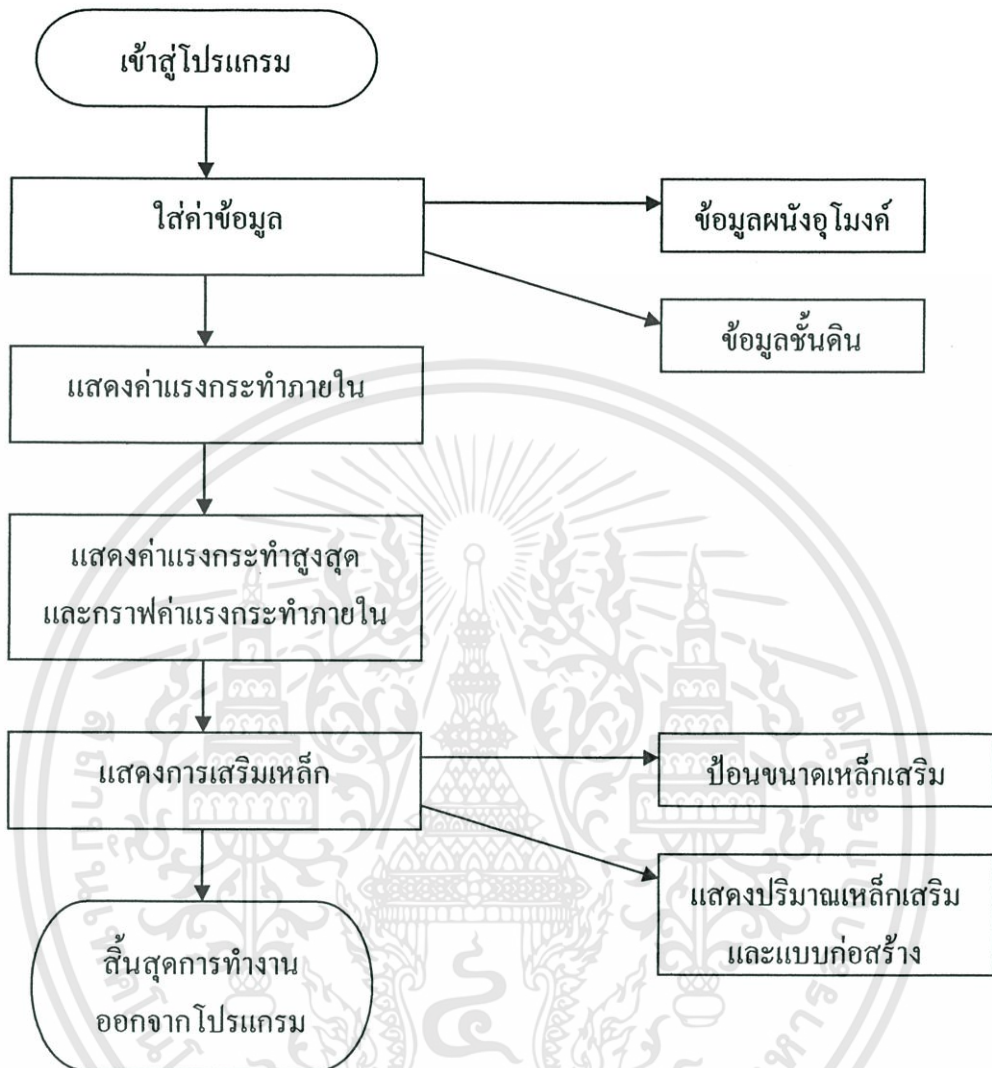 เข้าสู่โปรแกรม
ใส่ค่าข้อมูล
ข้อมูลผนังอุโมงค์
ข้อมูลชั้นดิน
แสดงค่าแรงกระทำภายใน
แสดงค่าแรงกระทำสูงสุด
และกราฟค่าแรงกระทำภายใน
แสดงการเสริมเหล็ก
ป้อนขนาดเหล็กเสริม
แสดงปริมาณเหล็กเสริม
และแบบก่อสร้าง
สิ้นสุดการทำงาน
ออกจากโปรแกรม